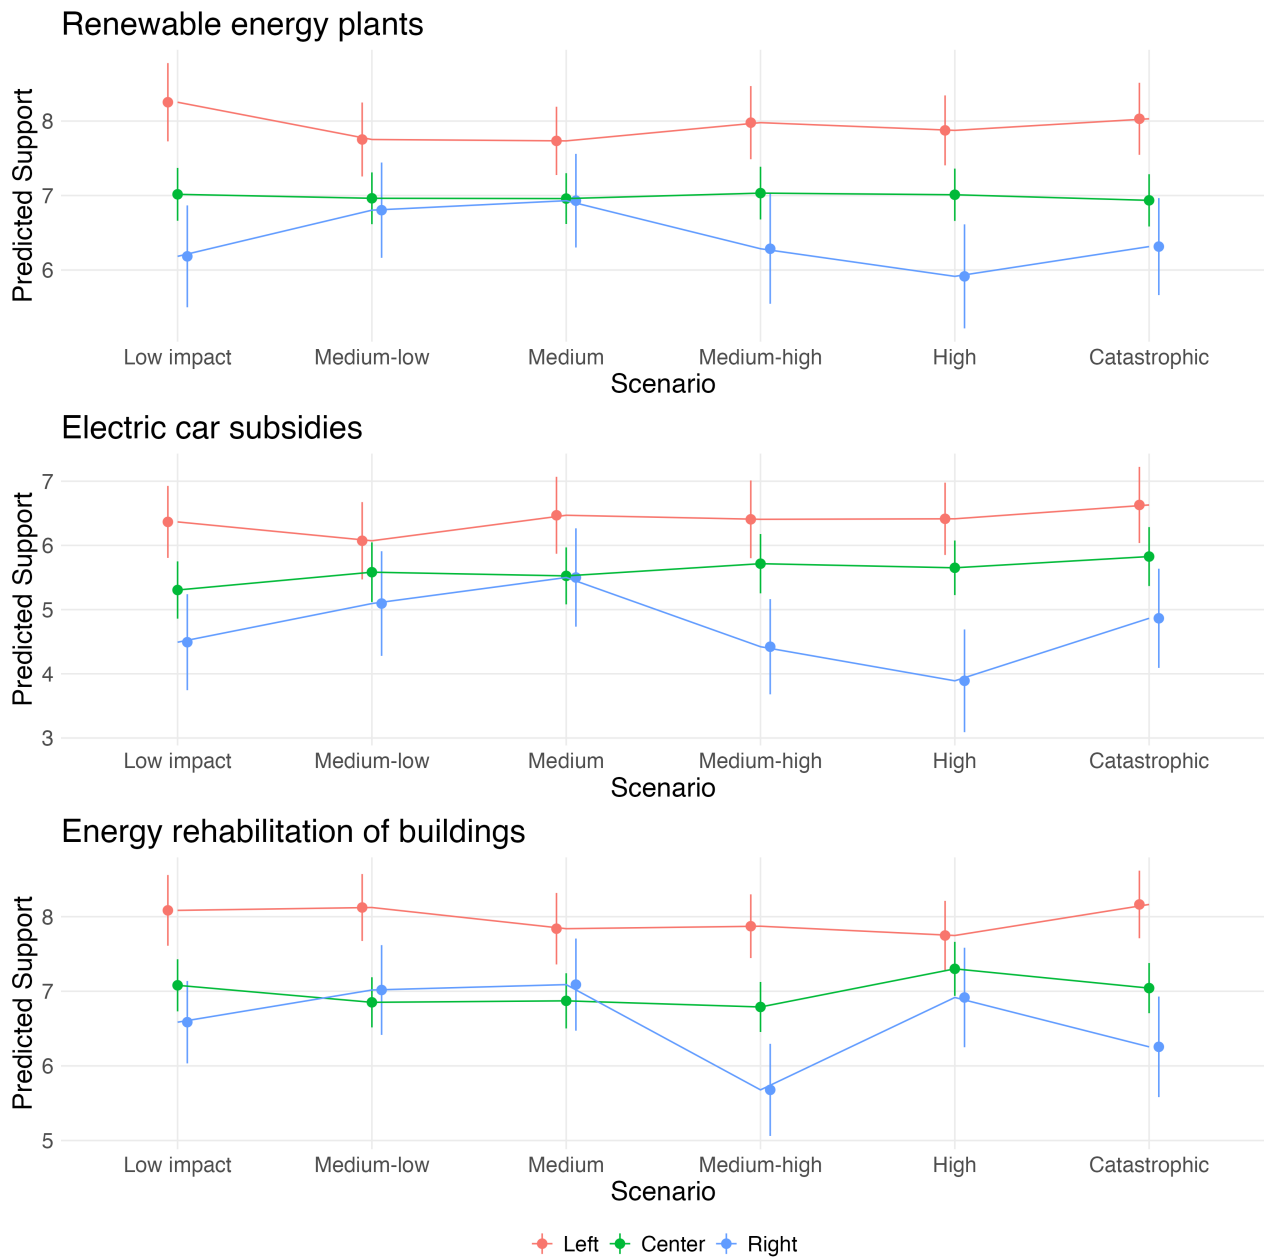 Renewable energy plants
Predicted Support
8
7
6
Low impact Medium-low Medium Medium-high High Catastrophic
Scenario
Electric car subsidies
Predicted Support
7
6
5
4
3
Low impact Medium-low Medium Medium-high High Catastrophic
Scenario
Energy rehabilitation of buildings
Predicted Support
8
7
6
5
Low impact Medium-low Medium Medium-high High Catastrophic
Scenario
Left Center Right